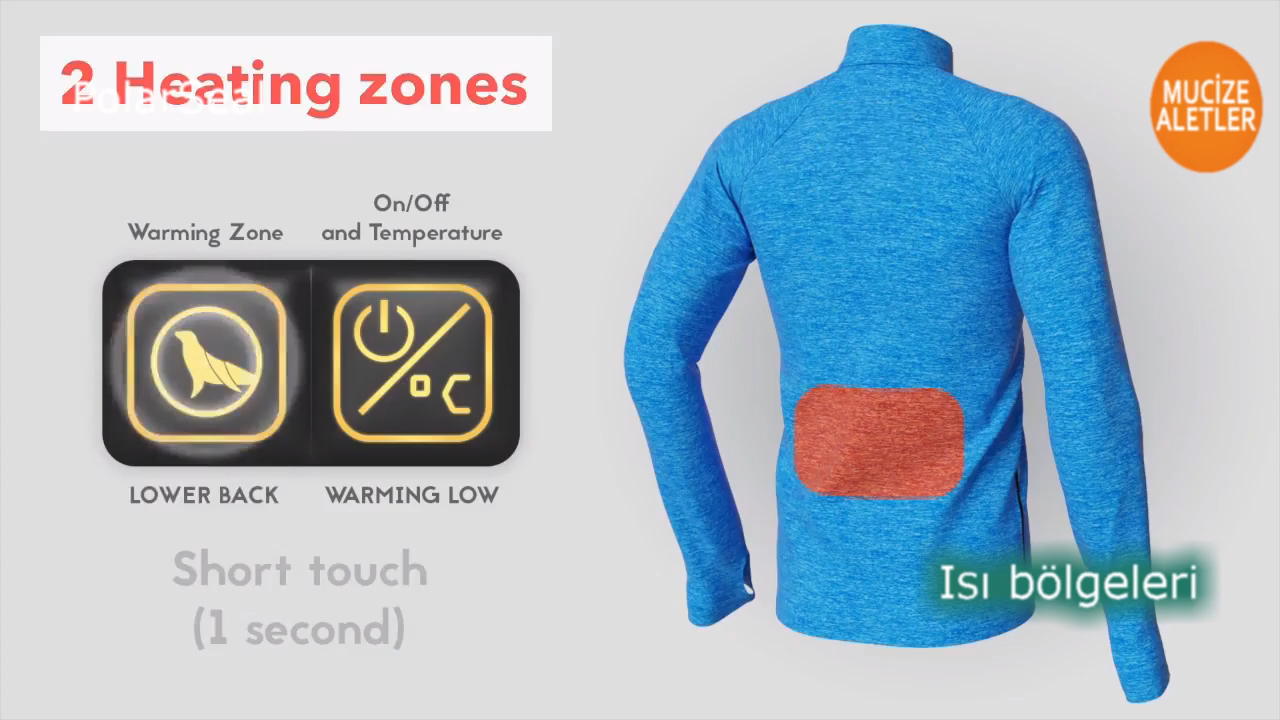 2 Heating zones
PolarSeal
MUCİZE
ALETLER
On/Off
Warming Zone
and Temperature
°C
LOWER BACK
WARMING LOW
Short touch
(1 second)
Isı bölgeleri